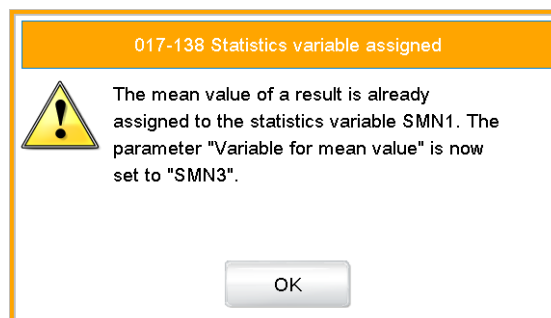 017-138 Statistics variable assigned
The mean value of a result is already
assigned to the statistics variable SMN1. The
parameter "Variable for mean value" is now
set to "SMN3".
OK